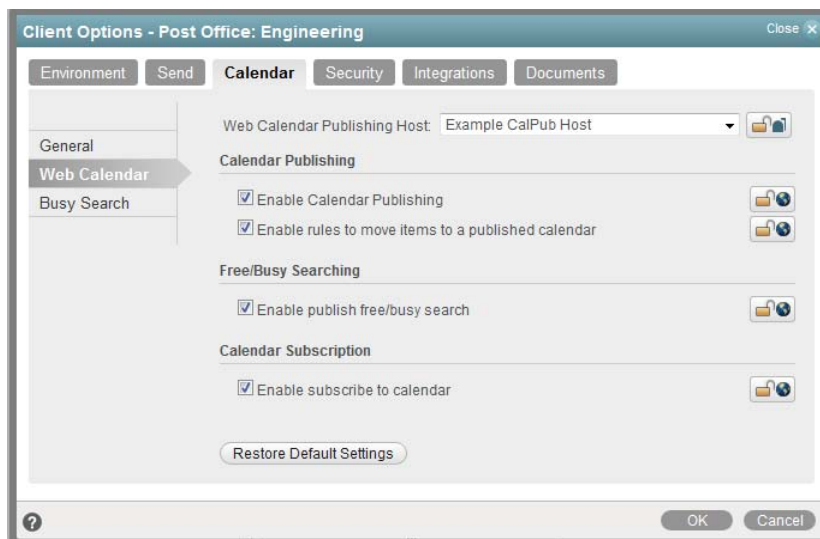 Client Options - Post Office: Engineering
Close
Environment Send Calendar Security Integrations Documents
General
Web Calendar
Busy Search
Web Calendar Publishing Host: Example CalPub Host
Calendar Publishing
Enable Calendar Publishing
Enable rules to move items to a published calendar
Free/Busy Searching
Enable publish free/busy search
Calendar Subscription
Enable subscribe to calendar
Restore Default Settings
? OK Cancel